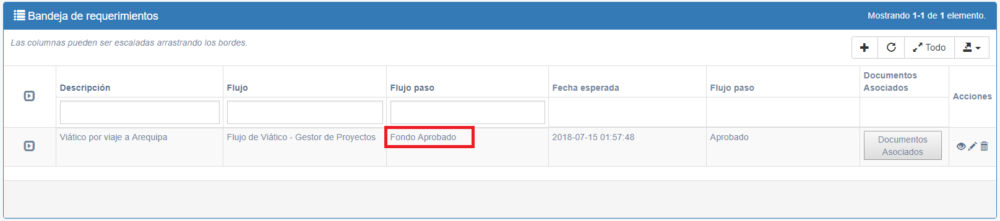 Bandeja de requerimientos
Mostrando 1-1 de 1 elemento.
Las columnas pueden ser escaladas arrastrando los bordes.
Todo
Descripción
Flujo
Flujo paso
Fecha esperada
Flujo paso
Documentos
Asociados
Acciones
Viático por viaje a Arequipa
Flujo de Viático - Gestor de Proyectos
Fondo Aprobado
2018-07-15 01:57:48
Aprobado
Documentos
Asociados